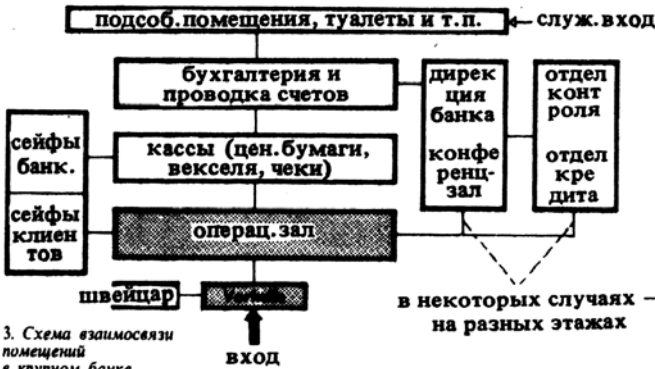 подсоб.помещения, туалеты и т.п.
служ.вход
бухгалтерия и
проводка счетов
дирек
ция
банка
конфе
ренц-
зал
отдел
конт
роля
отдел
кре
дита
сейфы
банк.
кассы (цен.бумаги,
векселя, чеки)
сейфы
клиен
тов
операц.зал
швейцар
вход
в некоторых случаях —
на разных этажах
3. Схема взаимосвязи
помещений
в крупном банке